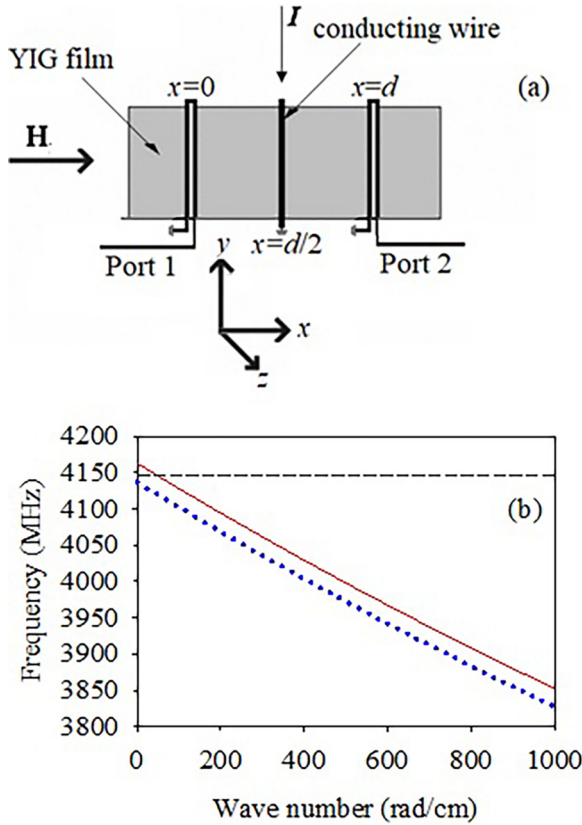 I
conducting wire
YIG film
x=0
x=d
(a)
H
Port 1
x=d/2
Port 2
y
x
z
4200
4150
4100
4050
4000
3950
3900
3850
3800
(b)
Frequency (MHz)
0
200
400
600
800
1000
Wave number (rad/cm)